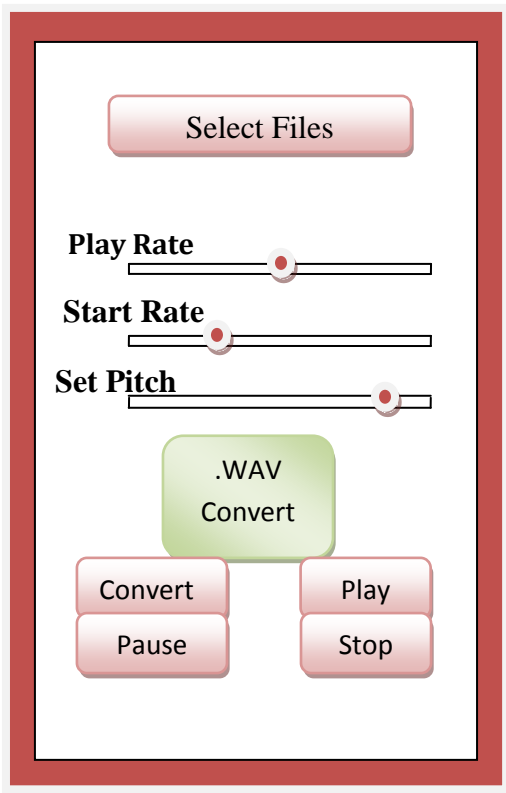 Select Files
Play Rate
Start Rate
Set Pitch
.WAV
Convert
Convert
Play
Pause
Stop